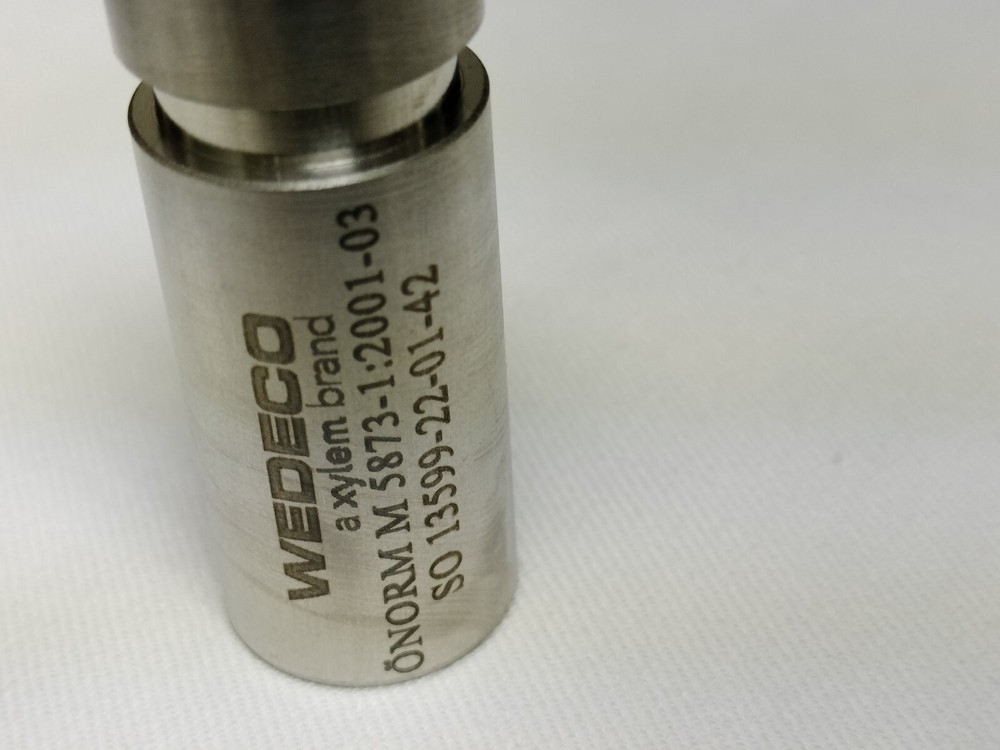 WEDECO
a xylem brand
ÖNORM M 5873-1:2001-03
SO 13599-22-01-42